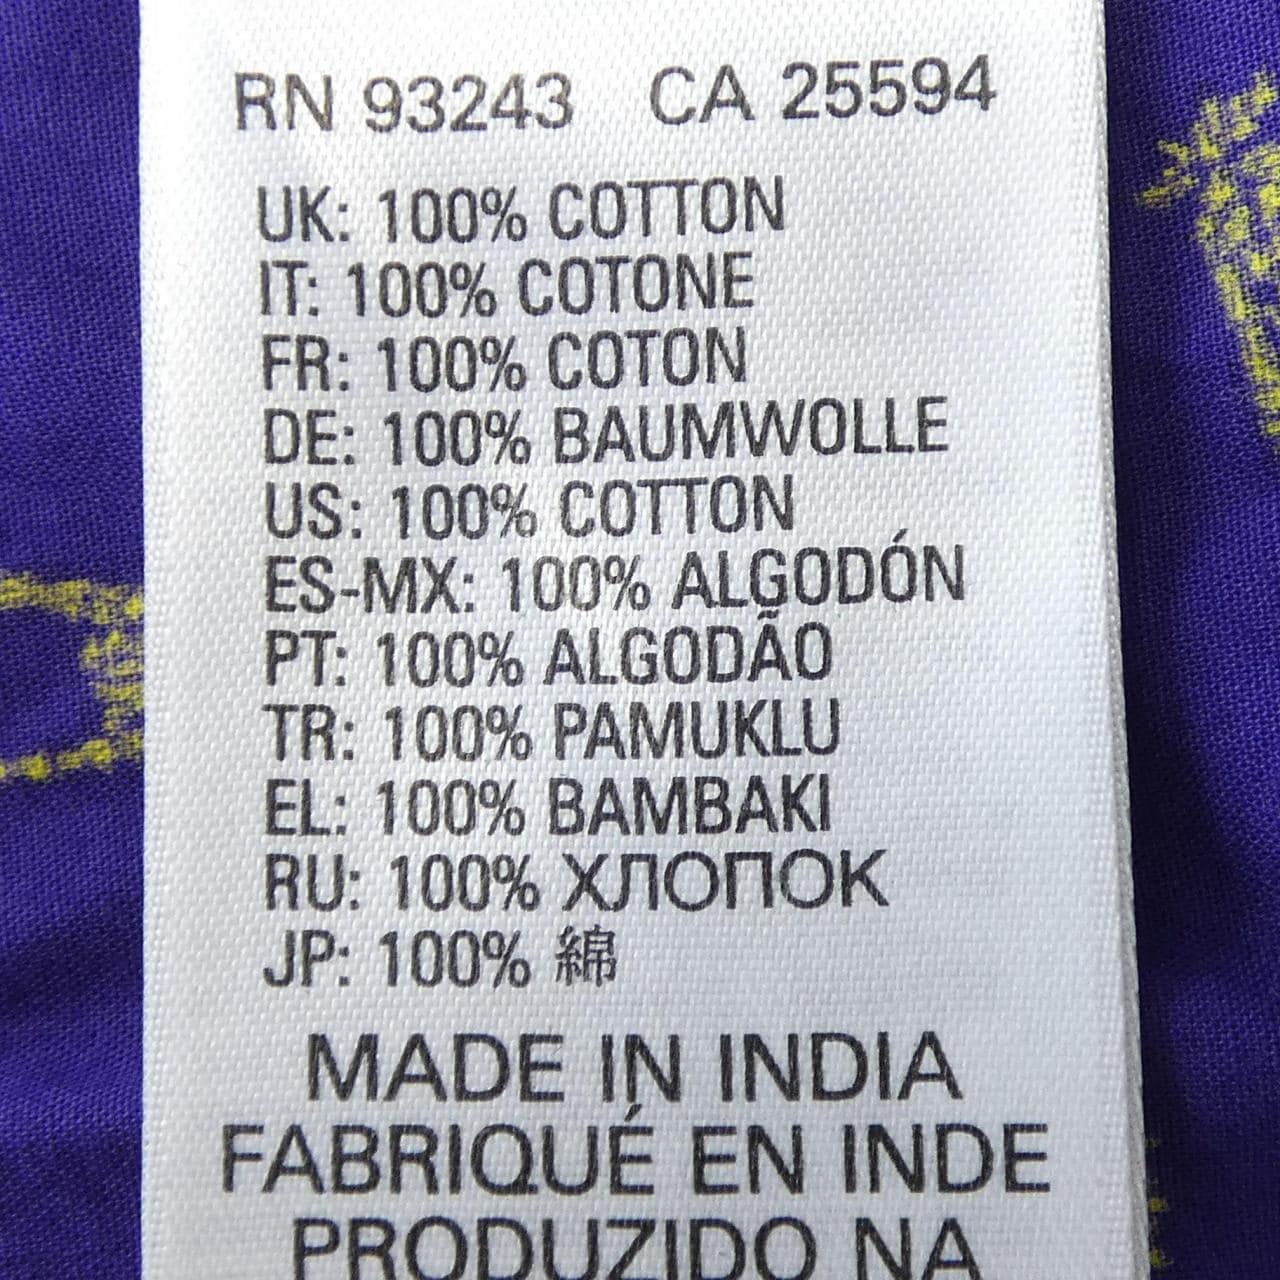 RN 93243 CA 25594
UK: 100% COTTON
IT: 100% COTONE
FR: 100% COTON
DE: 100% BAUMWOLLE
US: 100% COTTON
ES-MX: 100% ALGODÓN
PT: 100% ALGODÃO
TR: 100% PAMUKLU
EL: 100% BAMBAKI
RU: 100% ХЛОПОК
JP: 100% 綿
MADE IN INDIA
FABRIQUÉ EN INDE
PRODUZIDO NA